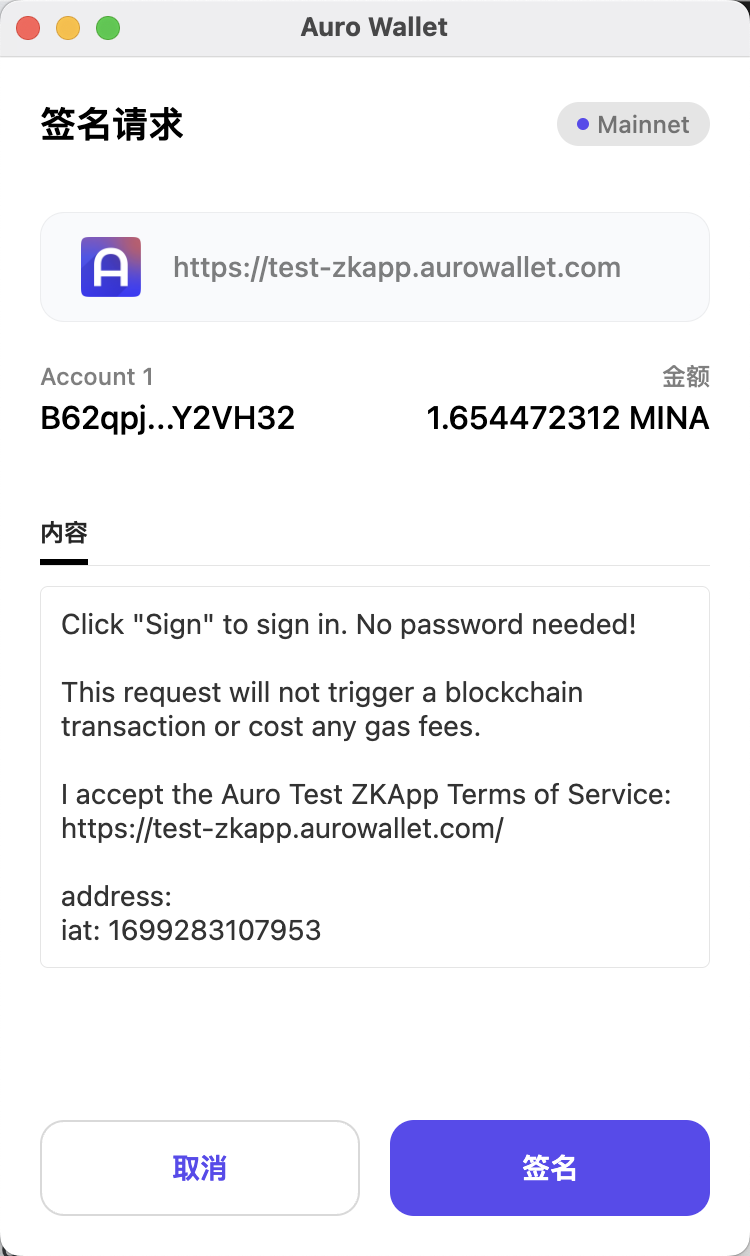 Auro Wallet
签名请求
Mainnet
https://test-zkapp.aurowallet.com
Account 1
金额
B62qpj...Y2VH32
1.654472312 MINA
内容
Click "Sign" to sign in. No password needed!
This request will not trigger a blockchain
transaction or cost any gas fees.
I accept the Auro Test ZKApp Terms of Service:
https://test-zkapp.aurowallet.com/
address:
iat: 1699283107953
取消
签名